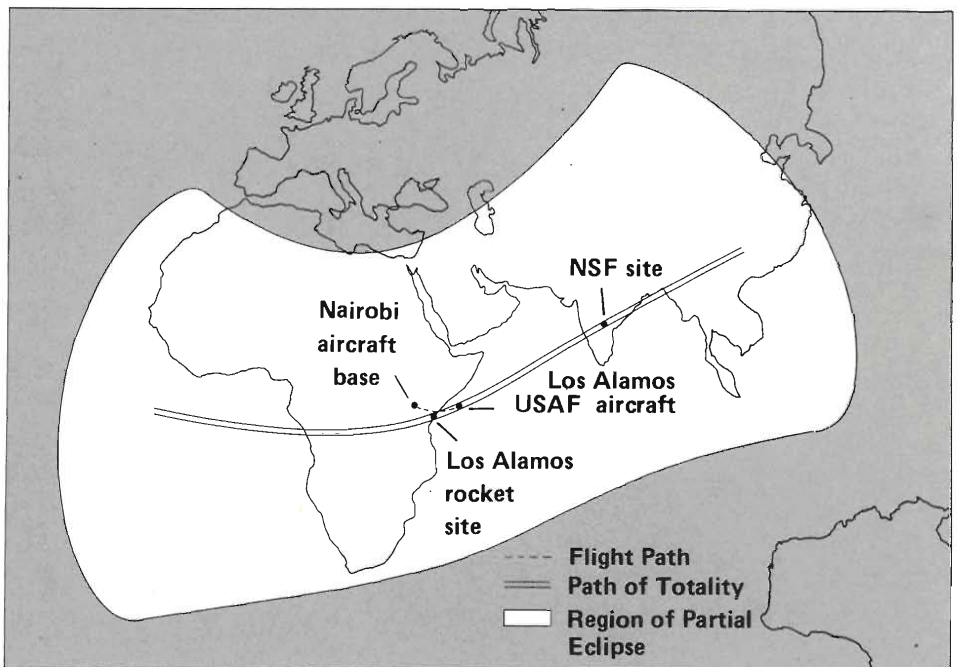 NSF site
Nairobi
aircraft
base
Los Alamos
USAF aircraft
Los Alamos
rocket
site
Flight Path
Path of Totality
Region of Partial
Eclipse